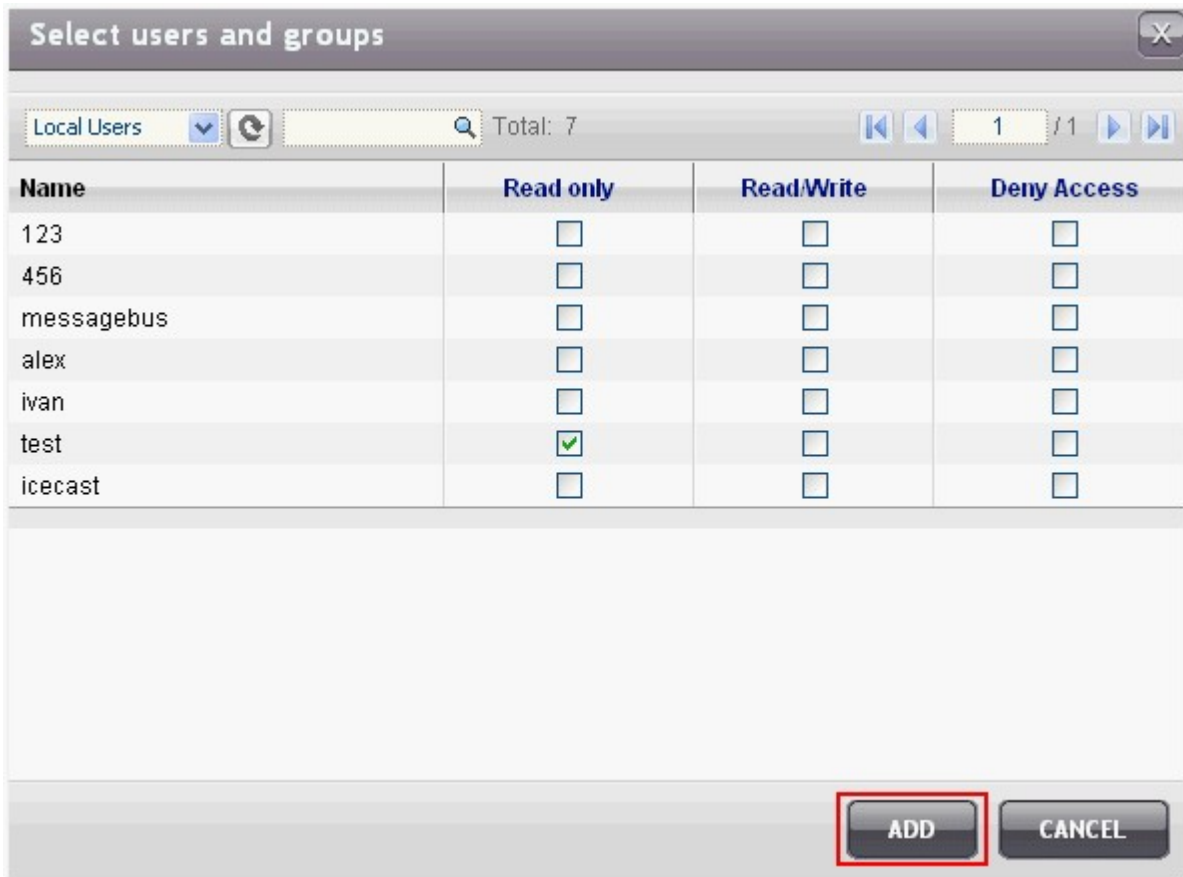 Select users and groups X
Local Users Total: 7 1 / 1
Name Read only Read/Write Deny Access
123
456
messagebus
alex
ivan
test
icecast
ADD CANCEL